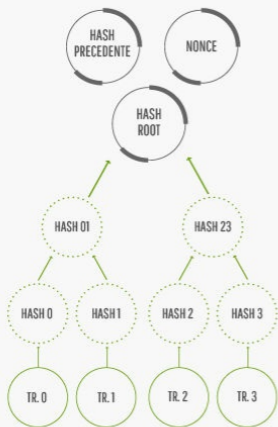 HASH
PRECEDENTE
NONCE
HASH
ROOT
HASH 01
HASH 23
HASH 0
HASH 1
HASH 2
HASH 3
TR. 0
TR. 1
TR. 2
TR. 3